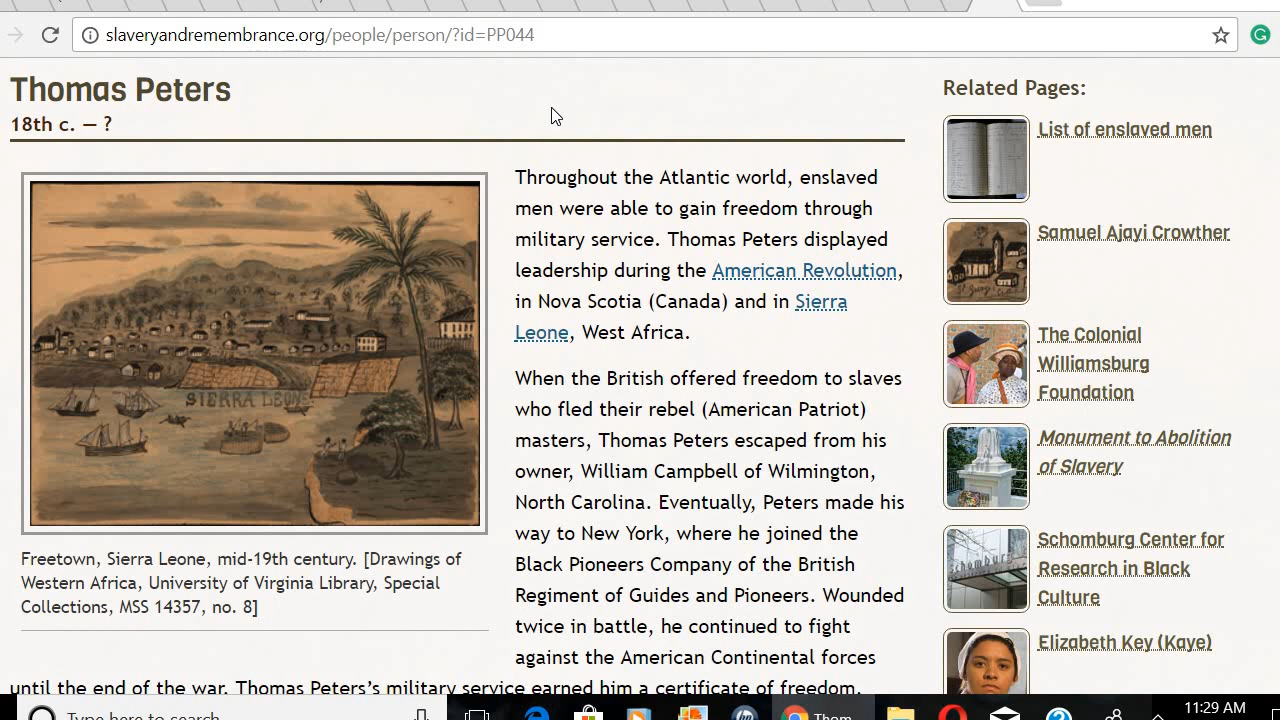 slaveryandremembrance.org/people/person/?id=PP044
Thomas Peters
18th c. – ?
SIERRA LEONE
Freetown, Sierra Leone, mid-19th century. [Drawings of
Western Africa, University of Virginia Library, Special
Collections, MSS 14357, no. 8]
Throughout the Atlantic world, enslaved
men were able to gain freedom through
military service. Thomas Peters displayed
leadership during the American Revolution,
in Nova Scotia (Canada) and in Sierra
Leone, West Africa.
When the British offered freedom to slaves
who fled their rebel (American Patriot)
masters, Thomas Peters escaped from his
owner, William Campbell of Wilmington,
North Carolina. Eventually, Peters made his
way to New York, where he joined the
Black Pioneers Company of the British
Regiment of Guides and Pioneers. Wounded
twice in battle, he continued to fight
against the American Continental forces
until the end of the war. Thomas Peters’s military service earned him a certificate of freedom.
Related Pages:
List of enslaved men
Samuel Ajayi Crowther
The Colonial
Williamsburg
Foundation
Monument to Abolition
of Slavery
Schomburg
Schomburg Center for
Research in Black
Culture
Elizabeth Key (Kaye)
Type here to search
Thom
11:29 AM